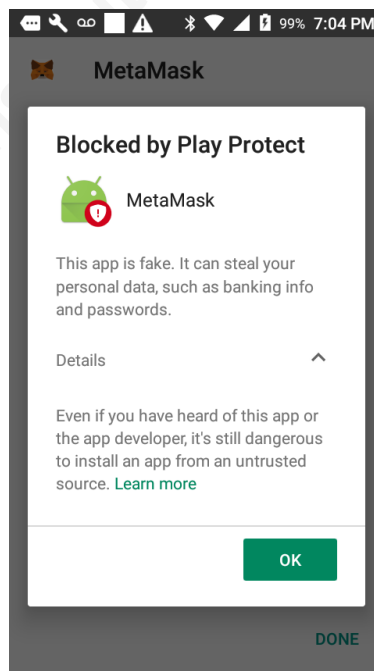 99% 7:04 PM
MetaMask
Blocked by Play Protect
MetaMask
This app is fake. It can steal your
personal data, such as banking info
and passwords.
Details
Even if you have heard of this app or
the app developer, it's still dangerous
to install an app from an untrusted
source. Learn more
OK
DONE